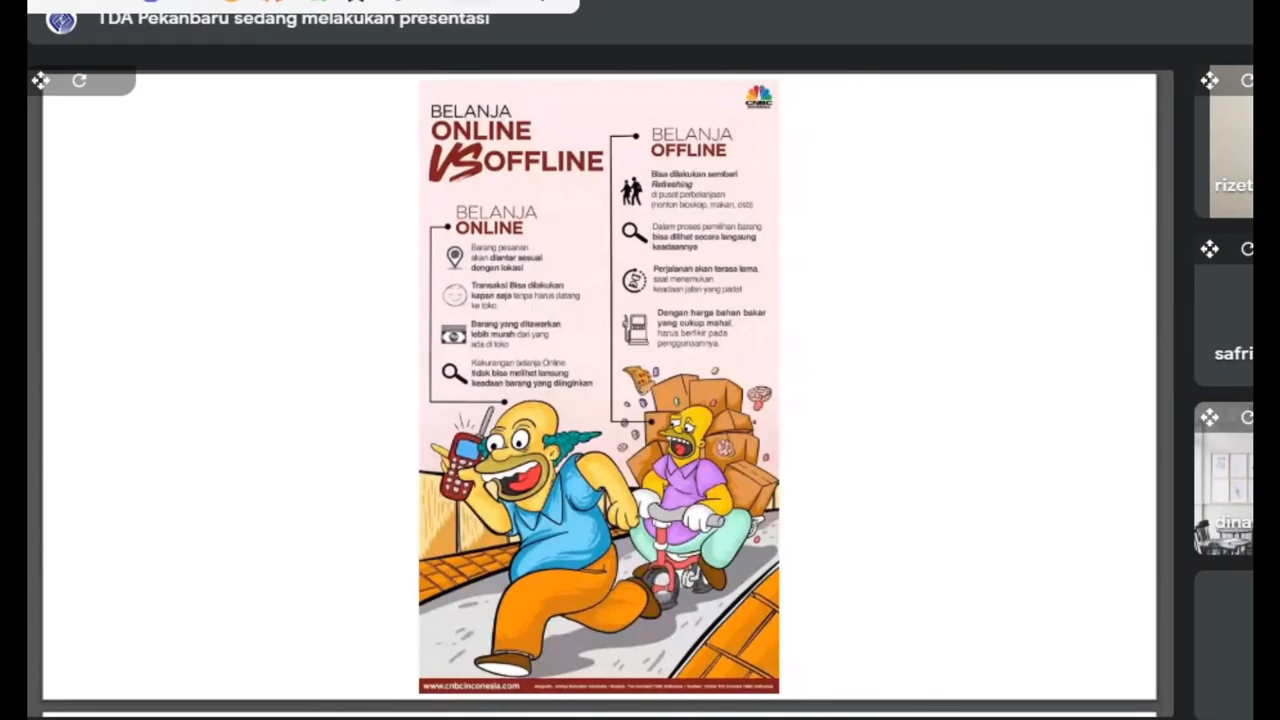 TDA Pekanbaru sedang melakukan presentasi
CNBC
BELANJA
ONLINE
VS OFFLINE
BELANJA
ONLINE
Barang pesanan
akan diantar sesuai
dengan lokasi
Transaksi Bisa dilakukan
kapan saja tanpa harus datang
ke toko
Barang yang ditawarkan
lebih murah dari yang
ada di toko
Kekurangan belanja Online
tidak bisa melihat lansung
keadaan barang yang diinginkan
BELANJA
OFFLINE
Bisa dilakukan sembari
Refreshing
di pusat perbelanjaan
(nonton bioskop, makan, dsb)
Dalam proses pemilihan barang
bisa dilihat secara langsung
keadaannya
Perjalanan akan terasa lama,
saat menemukan
keadaan jalan yang padat
Dengan harga bahan bakar
yang cukup mahal,
harus berfikir pada
penggunaannya.
www.cnbcindonesia.com
rizet
safri
dina